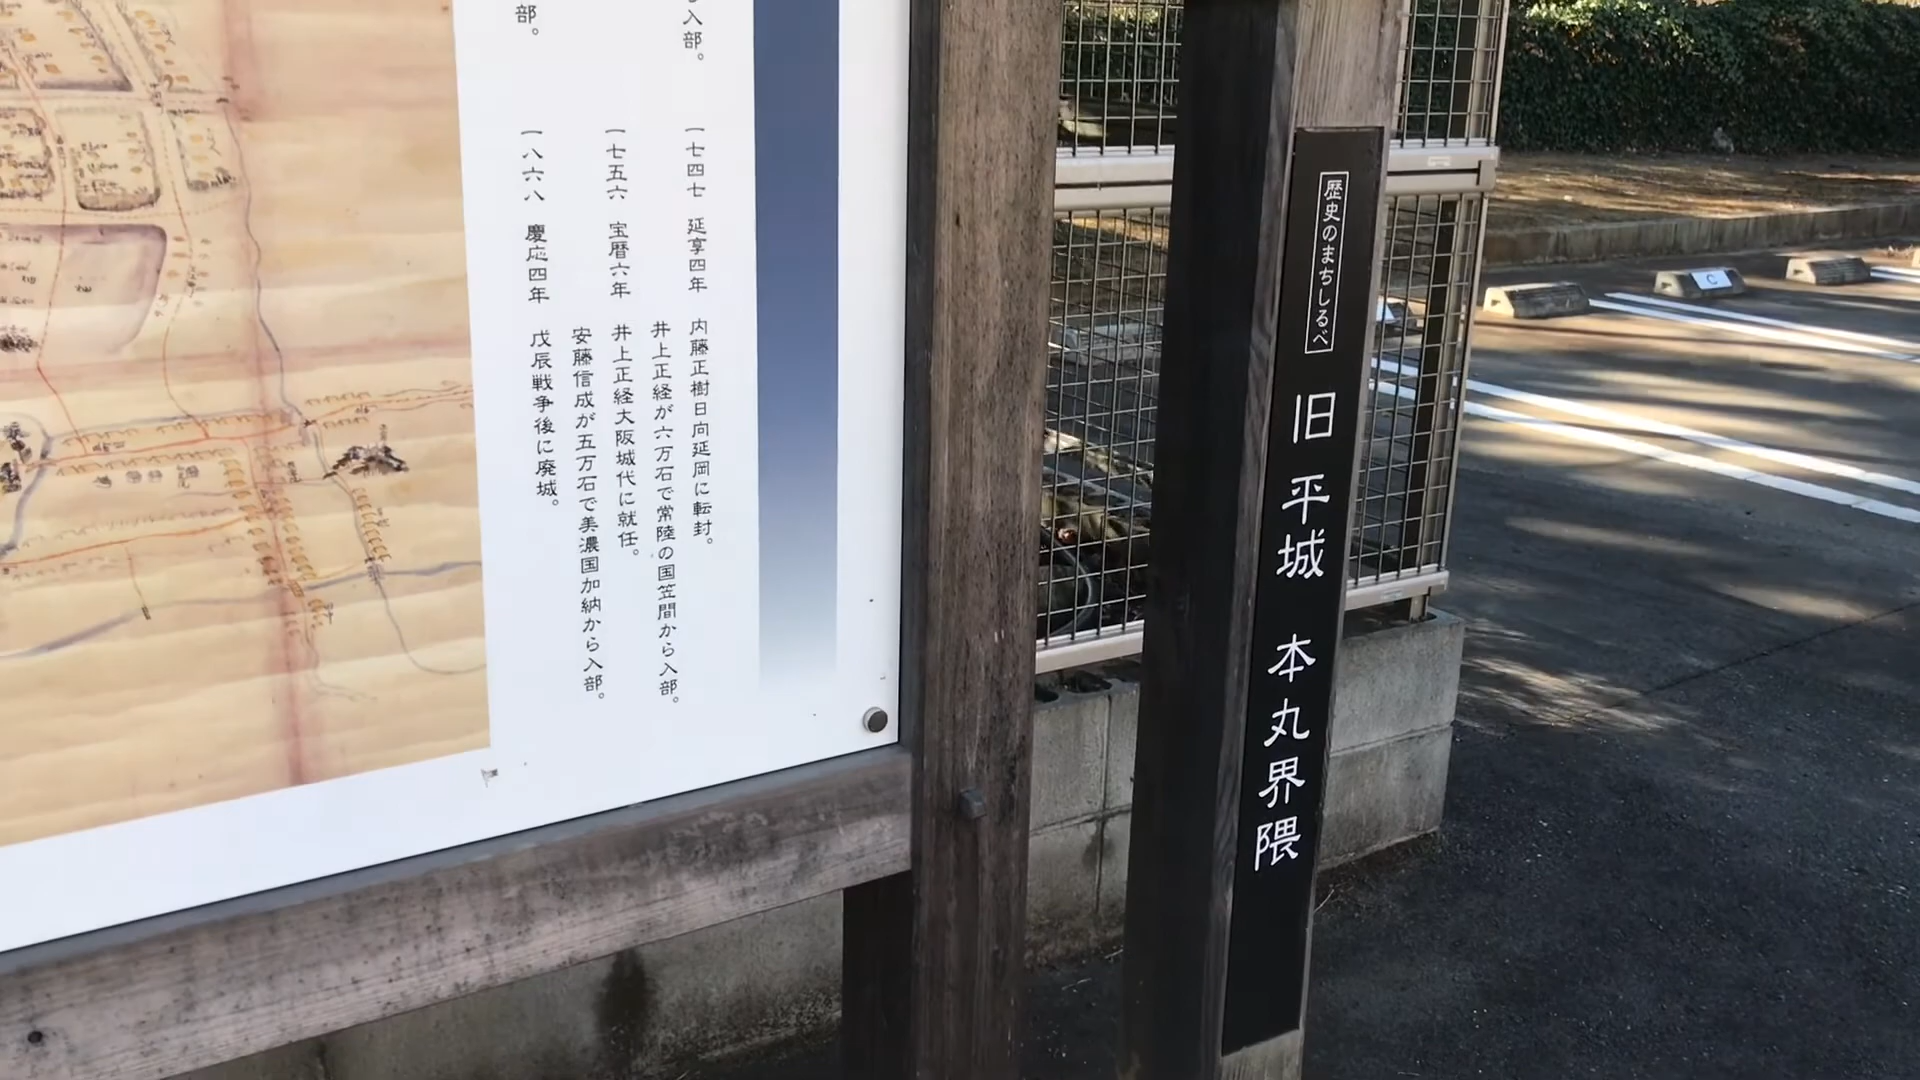 入部。
一七四七 延享四年 内藤正樹日向延岡に転封。
井上正経が六万石で常陸の国笠間から入部。
一七五六 宝暦六年 井上正経大阪城代に就任。
安藤信成が五万石で美濃国加納から入部。
部。
一八六八 慶応四年 戊辰戦争後に廃城。
歴史のまちしるべ
旧 平城 本丸界隈
C